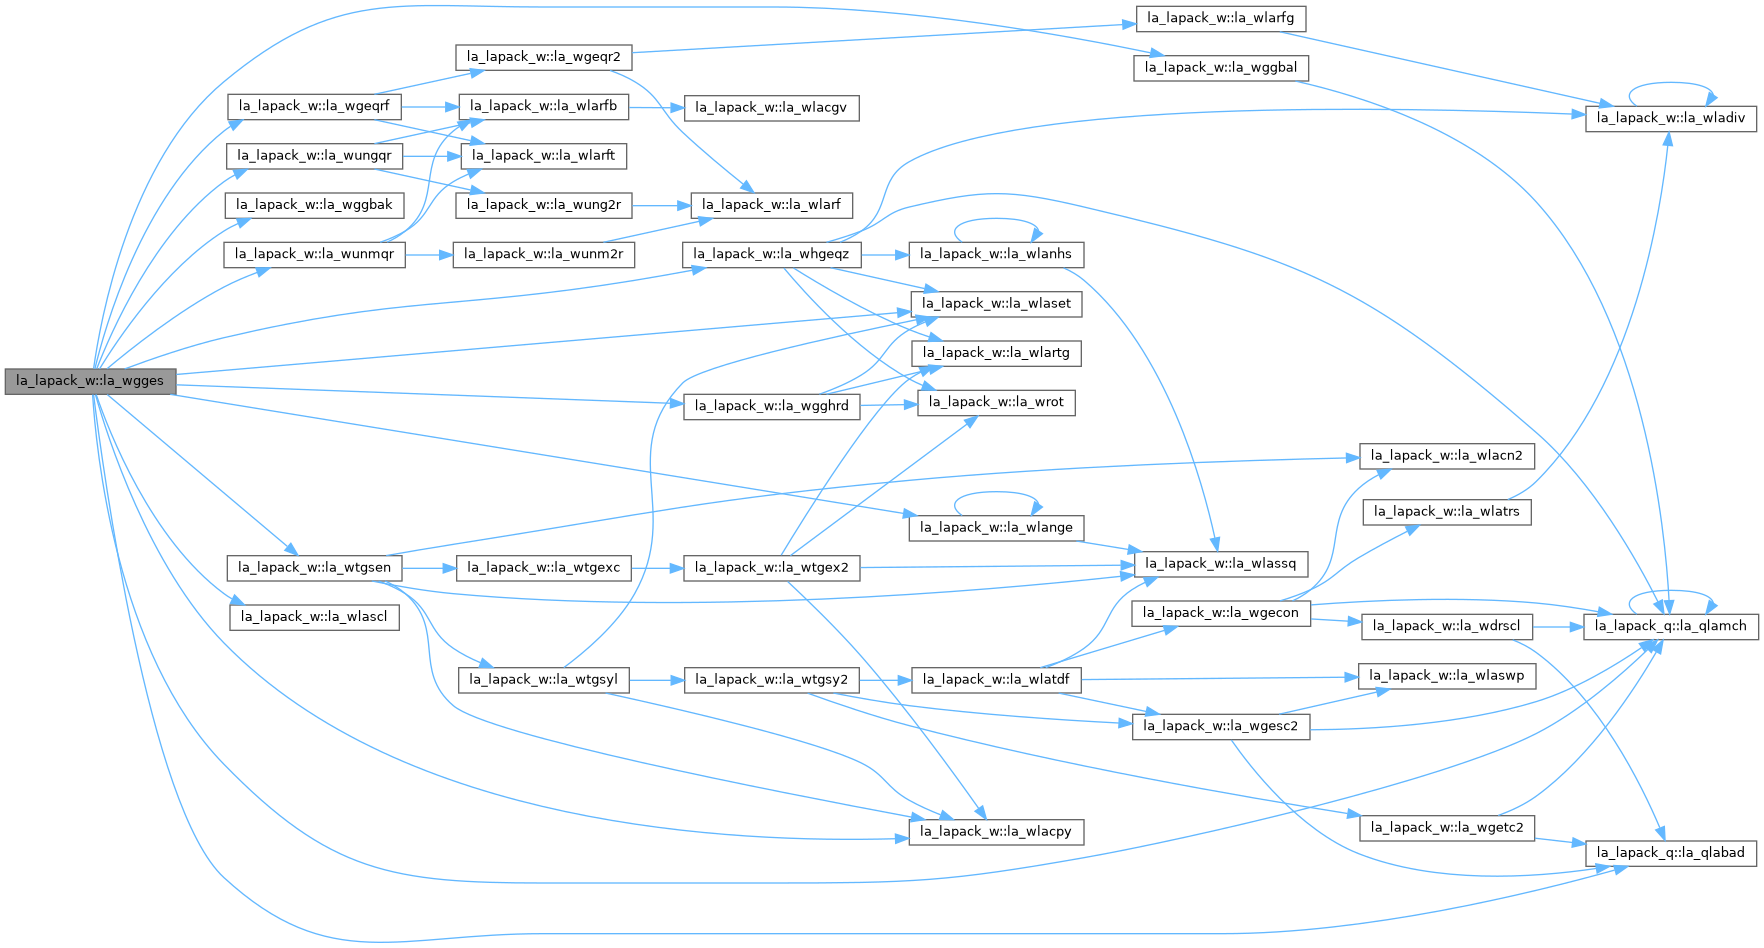 la_lapack_w::la_wgges
la_lapack_w::la_wgeqrf
la_lapack_w::la_wungqr
la_lapack_w::la_wggbak
la_lapack_w::la_wunmqr
la_lapack_w::la_wtgsen
la_lapack_w::la_wlascl
la_lapack_w::la_wgeqr2
la_lapack_w::la_wlarfb
la_lapack_w::la_wlarft
la_lapack_w::la_wung2r
la_lapack_w::la_wunm2r
la_lapack_w::la_wtgexc
la_lapack_w::la_wtgsyl
la_lapack_w::la_wlacgv
la_lapack_w::la_wlarf
la_lapack_w::la_whgeqz
la_lapack_w::la_wgghrd
la_lapack_w::la_wtgex2
la_lapack_w::la_wtgsy2
la_lapack_w::la_wlanhs
la_lapack_w::la_wlaset
la_lapack_w::la_wlartg
la_lapack_w::la_wrot
la_lapack_w::la_wlange
la_lapack_w::la_wlatdf
la_lapack_w::la_wlacpy
la_lapack_w::la_wlarfg
la_lapack_w::la_wggbal
la_lapack_w::la_wlassq
la_lapack_w::la_wgecon
la_lapack_w::la_wgesc2
la_lapack_w::la_wlacn2
la_lapack_w::la_wlatrs
la_lapack_w::la_wdrscl
la_lapack_w::la_wlaswp
la_lapack_w::la_wgetc2
la_lapack_w::la_wladiv
la_lapack_q::la_qlamch
la_lapack_q::la_qlabad